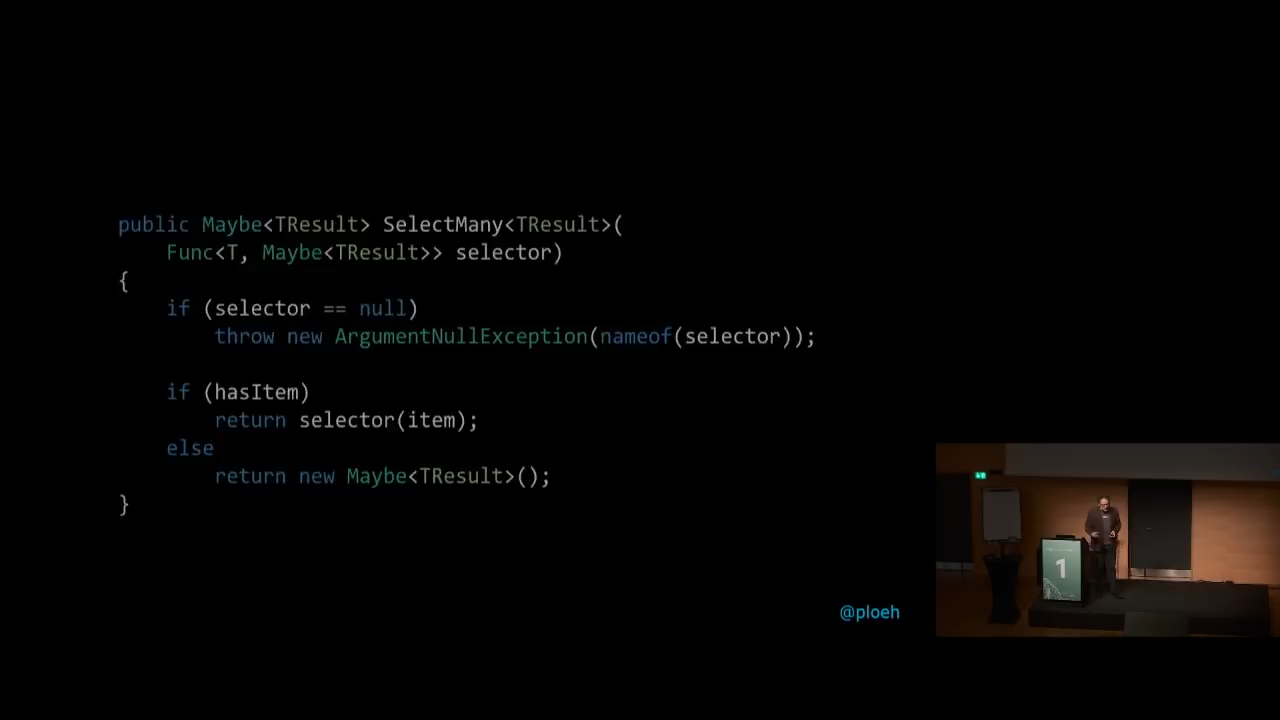 public Maybe<TResult> SelectMany<TResult>(
    Func<T, Maybe<TResult>> selector)
{
    if (selector == null)
        throw new ArgumentNullException(nameof(selector));

    if (hasItem)
        return selector(item);
    else
        return new Maybe<TResult>();
}
1
@ploeh